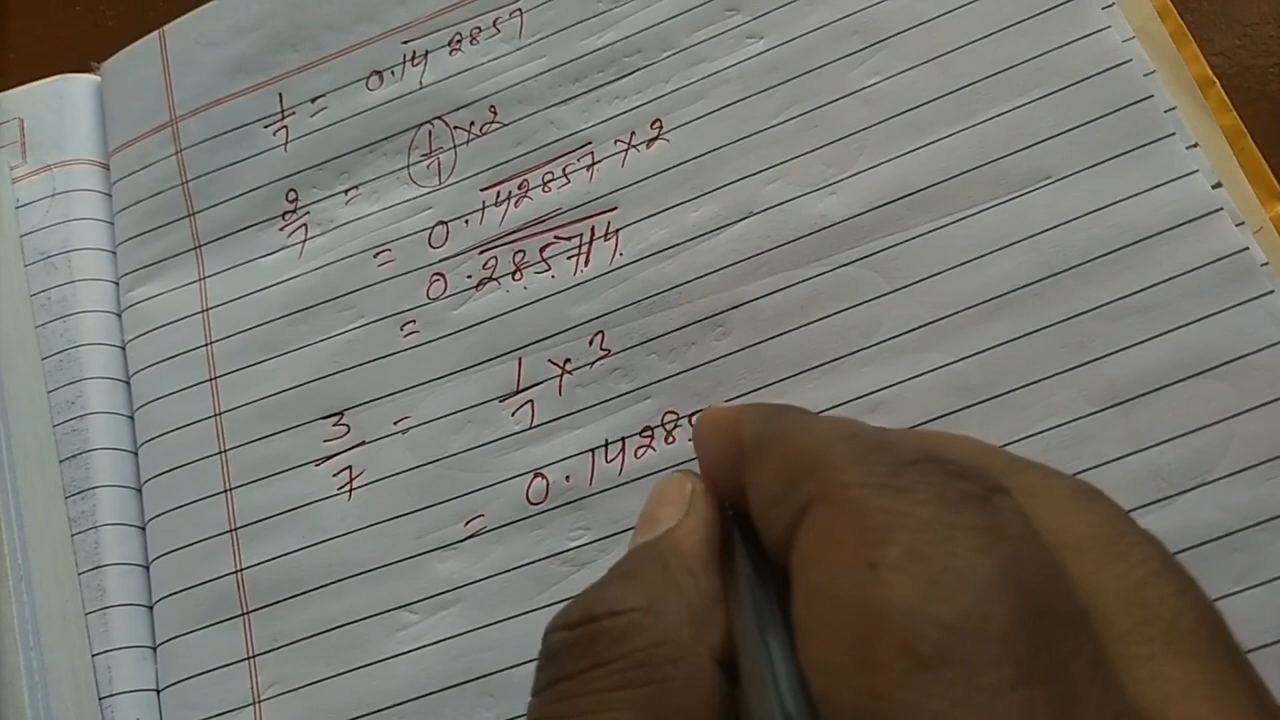 1/7 = 0.142857
2/7 = 1/7 × 2
= 0.142857 × 2
= 0.285714
3/7 = 1/7 × 3
= 0.14285